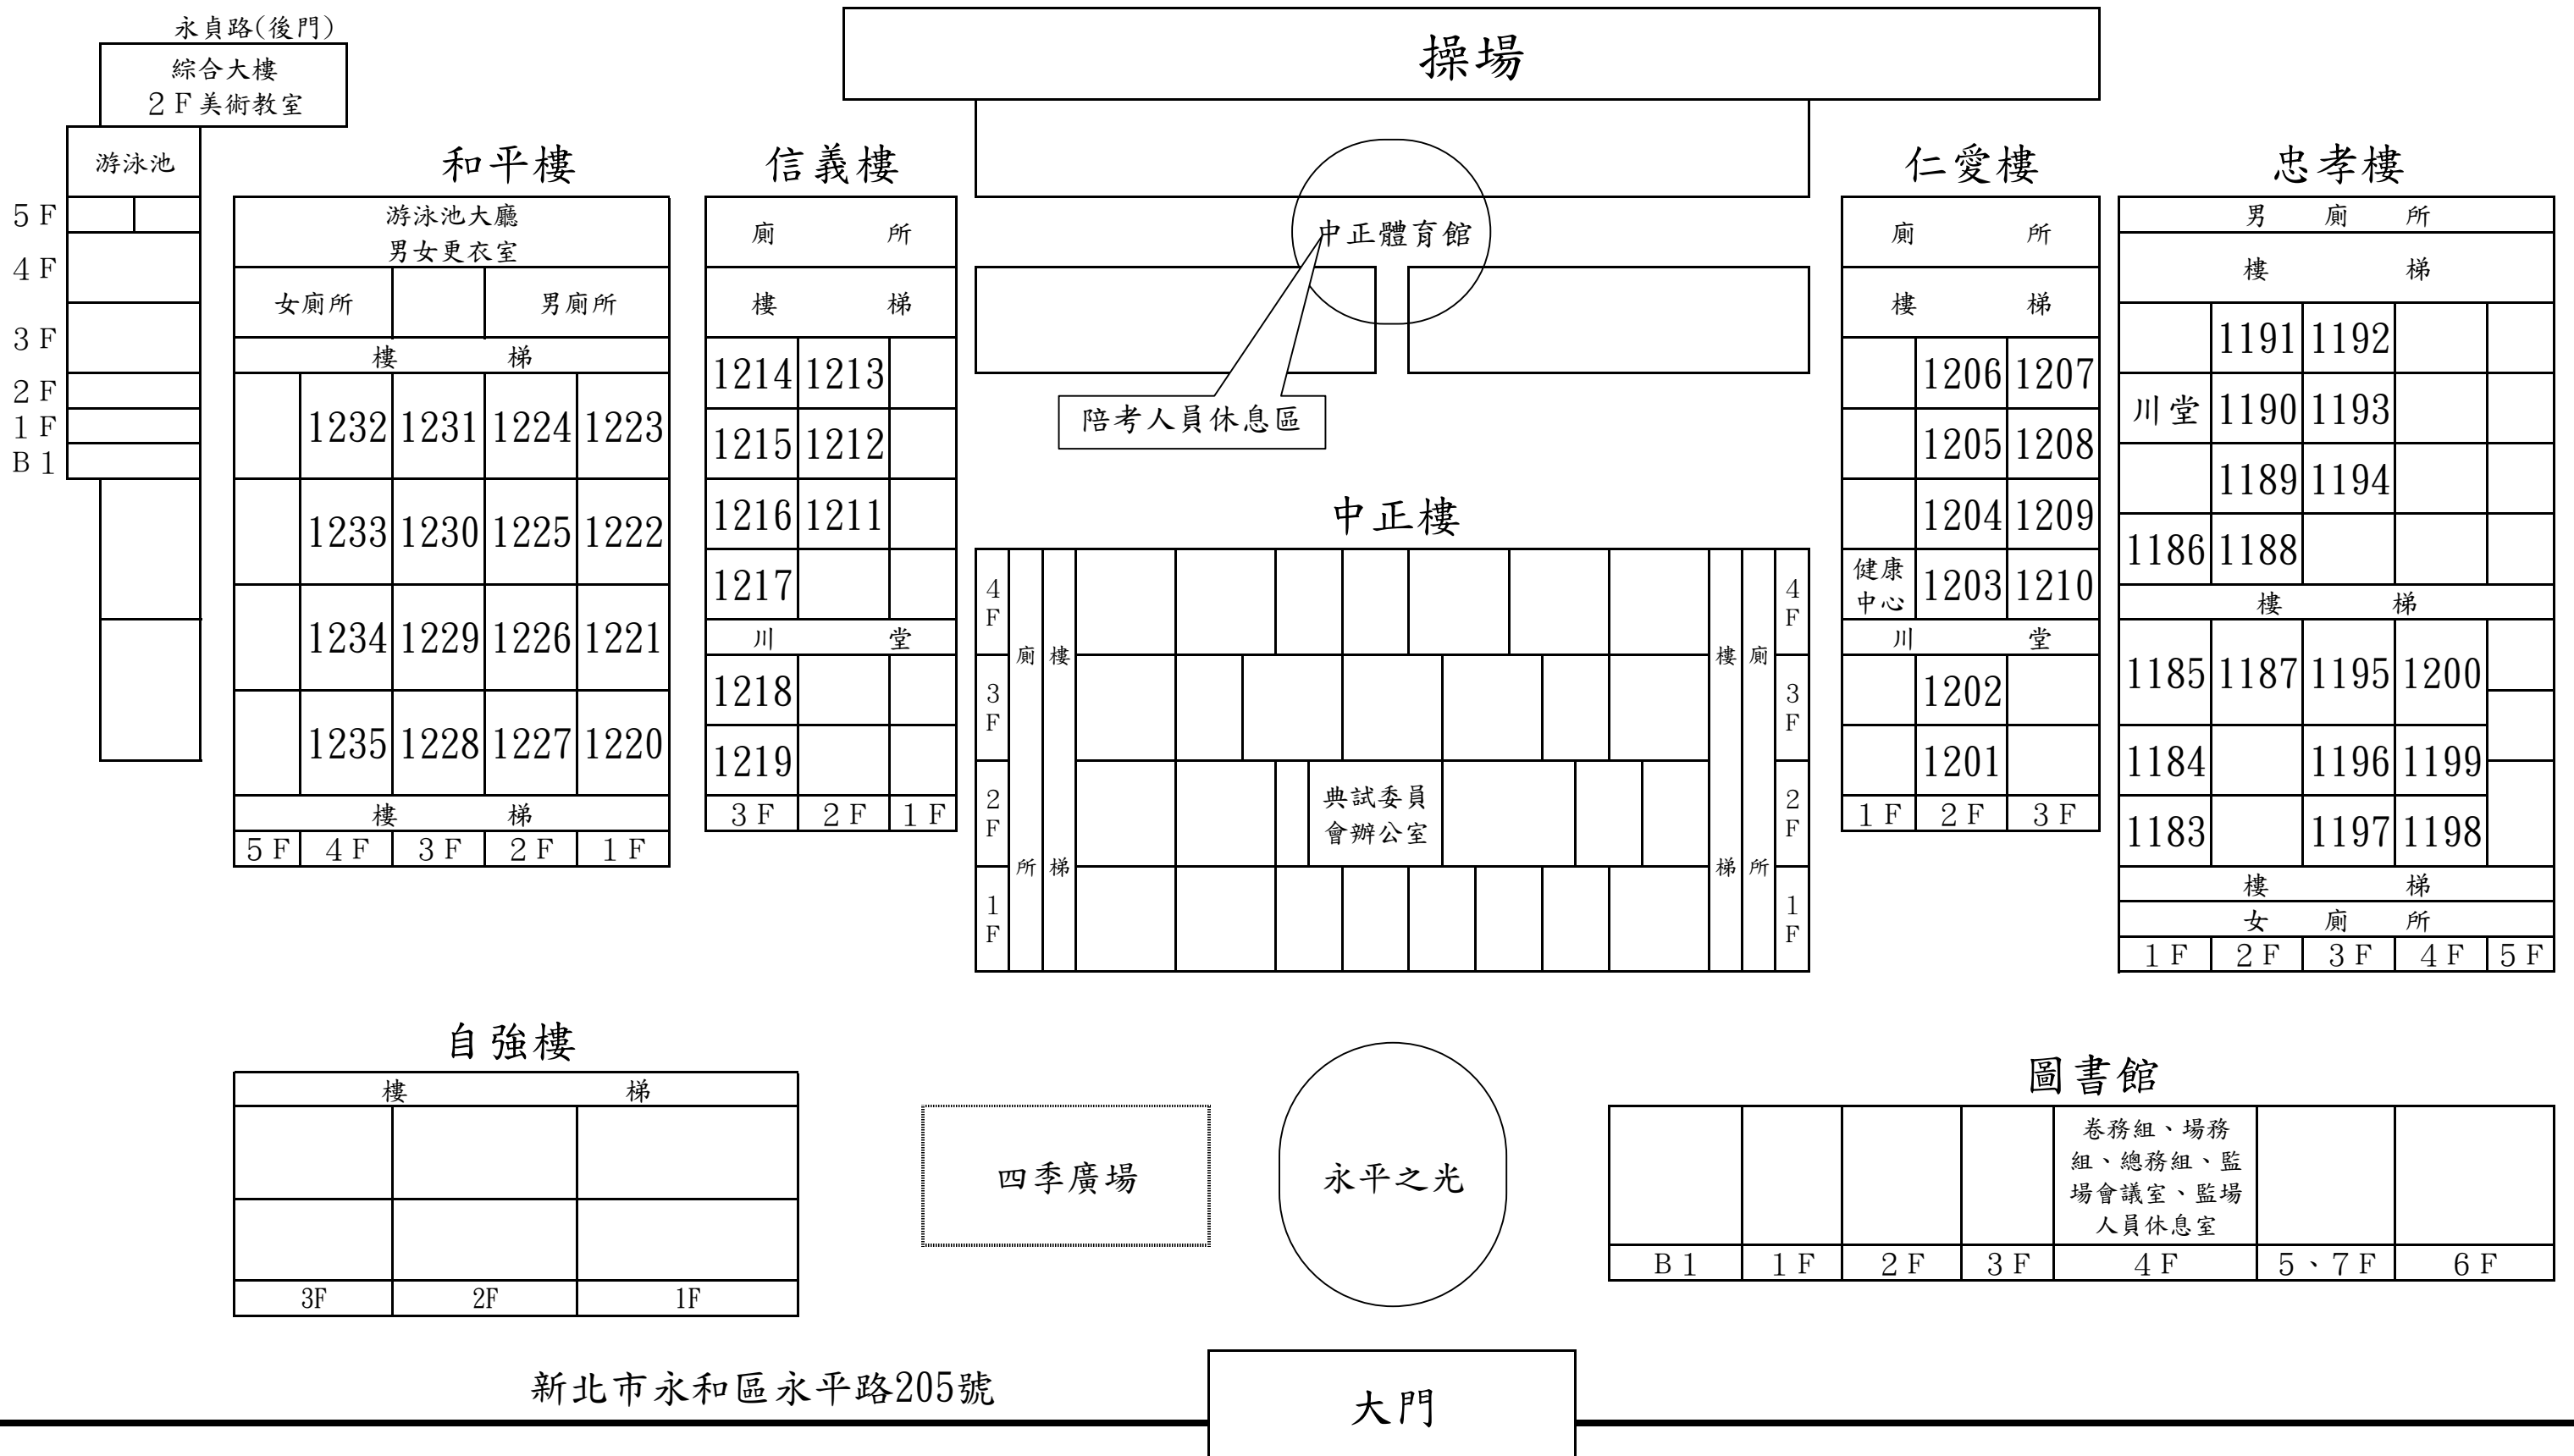 永貞路(後門)
綜合大樓
２Ｆ美術教室
游泳池
５Ｆ
４Ｆ
３Ｆ
２Ｆ
１Ｆ
Ｂ１
和平樓
游泳池大廳
男女更衣室
女廁所 男廁所
樓 梯
1232 1231 1224 1223
1233 1230 1225 1222
1234 1229 1226 1221
1235 1228 1227 1220
樓 梯
５Ｆ ４Ｆ ３Ｆ ２Ｆ １Ｆ
信義樓
廁 所
樓 梯
1214 1213
1215 1212
1216 1211
1217
川 堂
1218
1219
３Ｆ ２Ｆ １Ｆ
操場
中正體育館
陪考人員休息區
中正樓
4F 廁所 樓梯 樓梯 廁所 4F
3F 3F
2F 典試委員 2F
會辦公室
1F 1F
仁愛樓
廁 所
樓 梯
1206 1207
1205 1208
1204 1209
健康
中心 1203 1210
川 堂
1202
1201
１Ｆ ２Ｆ ３Ｆ
忠孝樓
男 廁 所
樓 梯
1191 1192
川堂 1190 1193
1189 1194
1186 1188
樓 梯
1185 1187 1195 1200
1184 1196 1199
1183 1197 1198
樓 梯
女 廁 所
１Ｆ ２Ｆ ３Ｆ ４Ｆ ５Ｆ
自強樓
樓 梯
3F 2F 1F
四季廣場
永平之光
圖書館
卷務組、場務
組、總務組、監
場會議室、監場
人員休息室
Ｂ１ １Ｆ ２Ｆ ３Ｆ ４Ｆ ５、７Ｆ ６Ｆ
新北市永和區永平路205號
大門